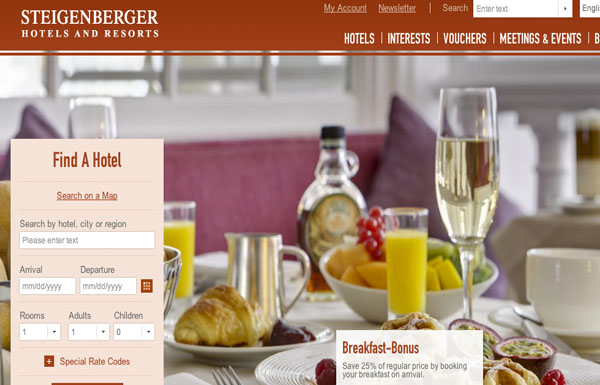 STEIGENBERGER
HOTELS AND RESORTS
My Account Newsletter Search Enter text
HOTELS INTERESTS VOUCHERS MEETINGS & EVENTS
Find A Hotel
Search on a Map
Search by hotel, city or region
Please enter text
Arrival Departure
mm/dd/yyyy mm/dd/yyyy
Rooms Adults Children
1 1 0
Special Rate Codes
Breakfast-Bonus
Save 25% of regular price by booking
your breakfast on arrival.